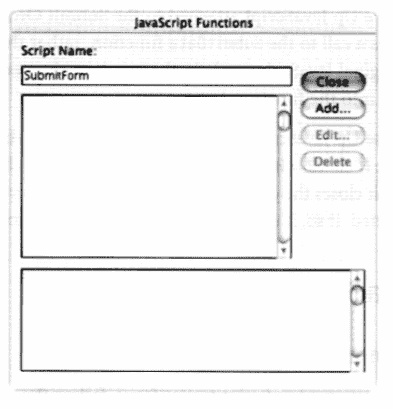 JavaScript Functions
Script Name:
SubmitForm
Close
Add...
Edit...
Delete